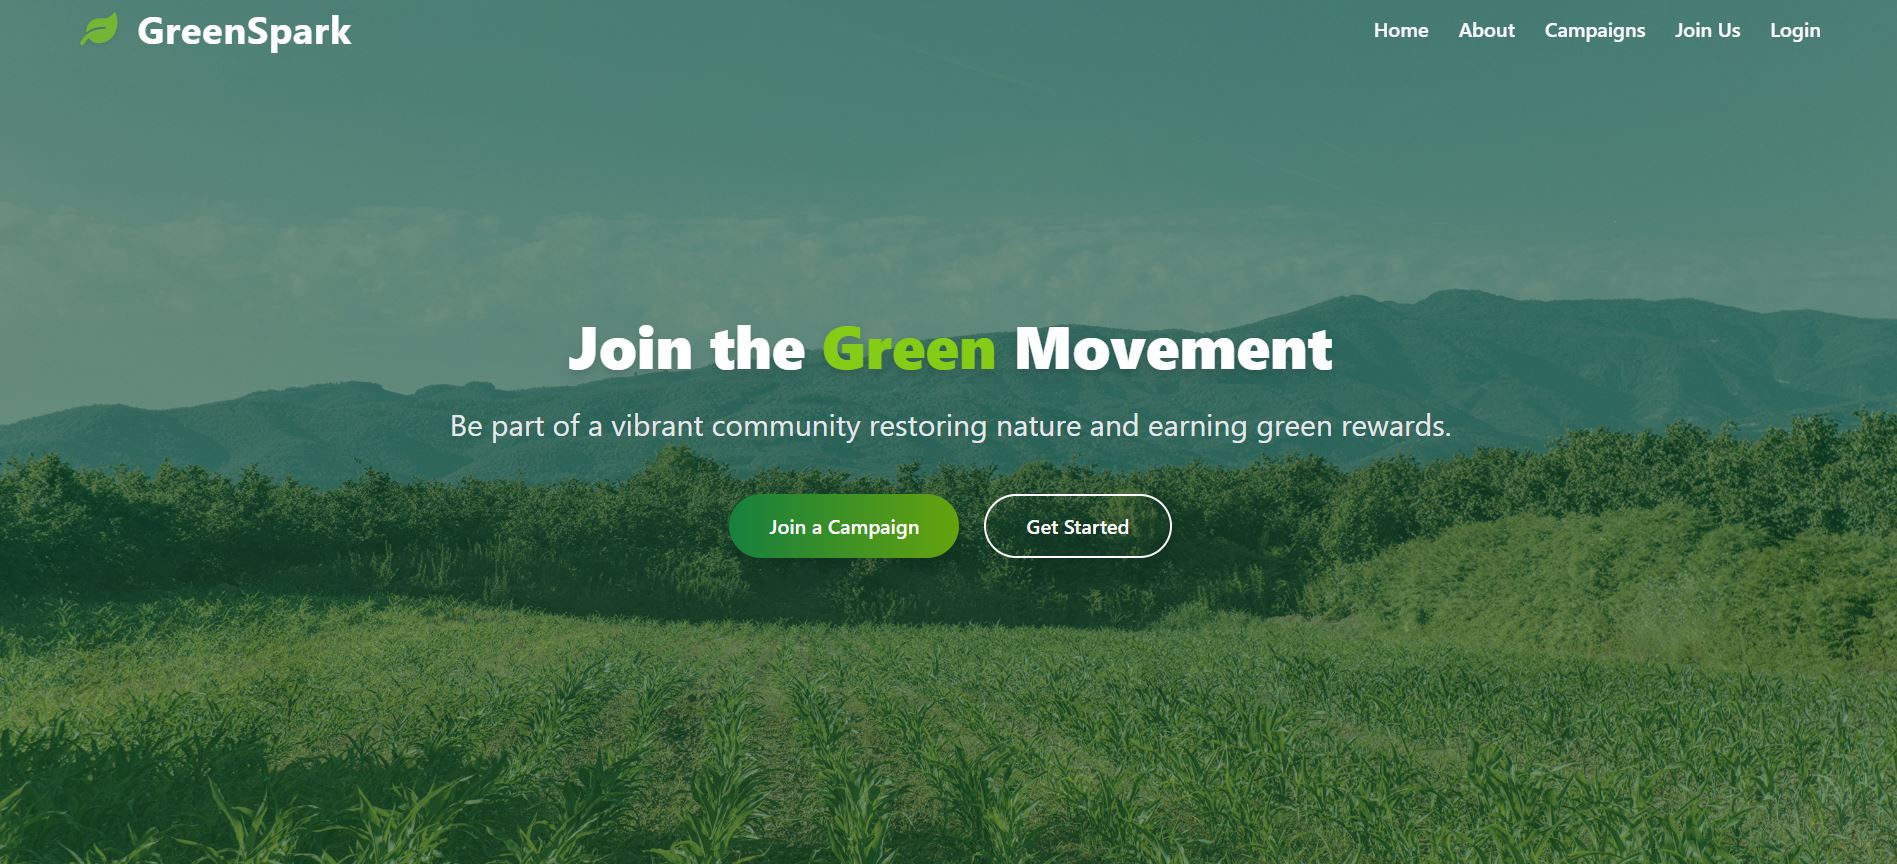 GreenSpark
Home About Campaigns Join Us Login
Join the Green Movement
Be part of a vibrant community restoring nature and earning green rewards.
Join a Campaign
Get Started